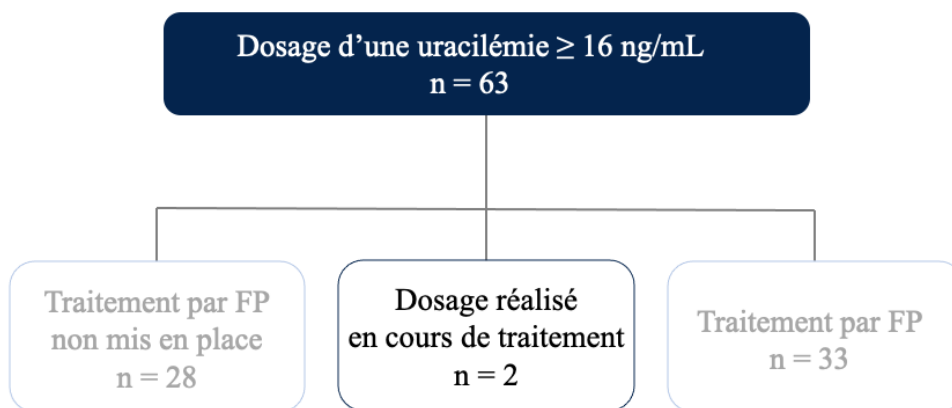 Dosage d’une uracilémie ≥ 16 ng/mL
n = 63
Traitement par FP
non mis en place
n = 28
Dosage réalisé
en cours de traitement
n = 2
Traitement par FP
n = 33